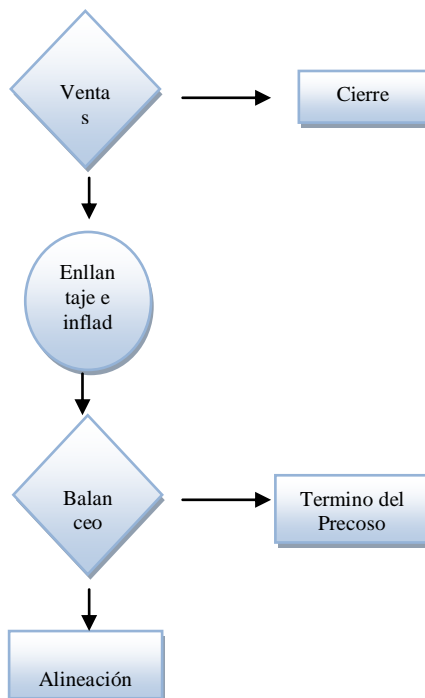 Venta
s
Cierre
Enllan
taje e
inflad
Balan
ceo
Termino del
Precoso
Alineación